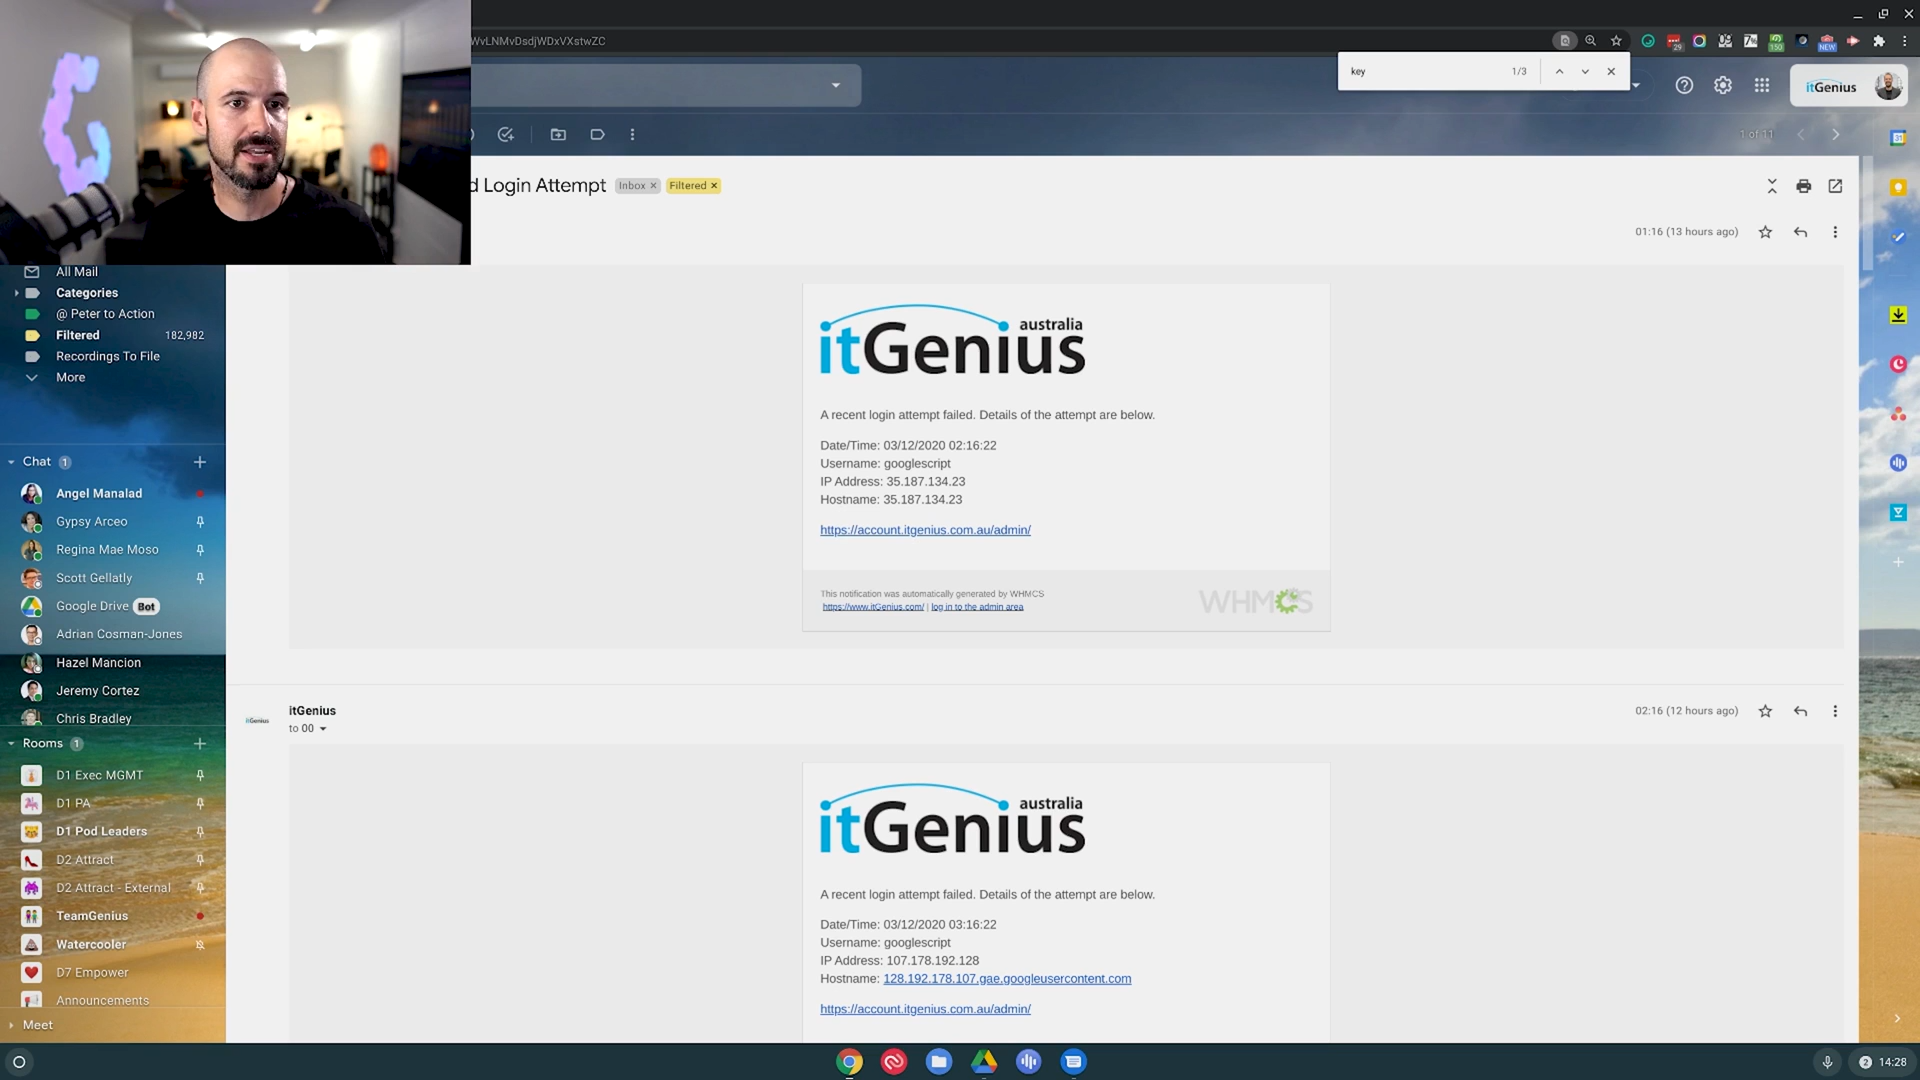 WvLNMvDsdjWDxVXstwZC
29
150
NEW
key
1/3
itGenius
1 of 11
d Login Attempt
Inbox ×
Filtered ×
01:16 (13 hours ago)
All Mail
Categories
@ Peter to Action
Filtered 182,982
Recordings To File
More
Chat 1
Angel Manalad
Gypsy Arceo
Regina Mae Moso
Scott Gellatly
Google Drive Bot
Adrian Cosman-Jones
Hazel Mancion
Jeremy Cortez
Chris Bradley
Rooms 1
D1 Exec MGMT
D1 PA
D1 Pod Leaders
D2 Attract
D2 Attract - External
TeamGenius
Watercooler
D7 Empower
Announcements
Meet
australia
itGenius
A recent login attempt failed. Details of the attempt are below.
Date/Time: 03/12/2020 02:16:22
Username: googlescript
IP Address: 35.187.134.23
Hostname: 35.187.134.23
https://account.itgenius.com.au/admin/
This notification was automatically generated by WHMCS
https://www.itGenius.com/ | log in to the admin area
WHMCS
itGenius
itGenius
to 00
02:16 (12 hours ago)
australia
itGenius
A recent login attempt failed. Details of the attempt are below.
Date/Time: 03/12/2020 03:16:22
Username: googlescript
IP Address: 107.178.192.128
Hostname: 128.192.178.107.gae.googleusercontent.com
https://account.itgenius.com.au/admin/
31
2
14:28